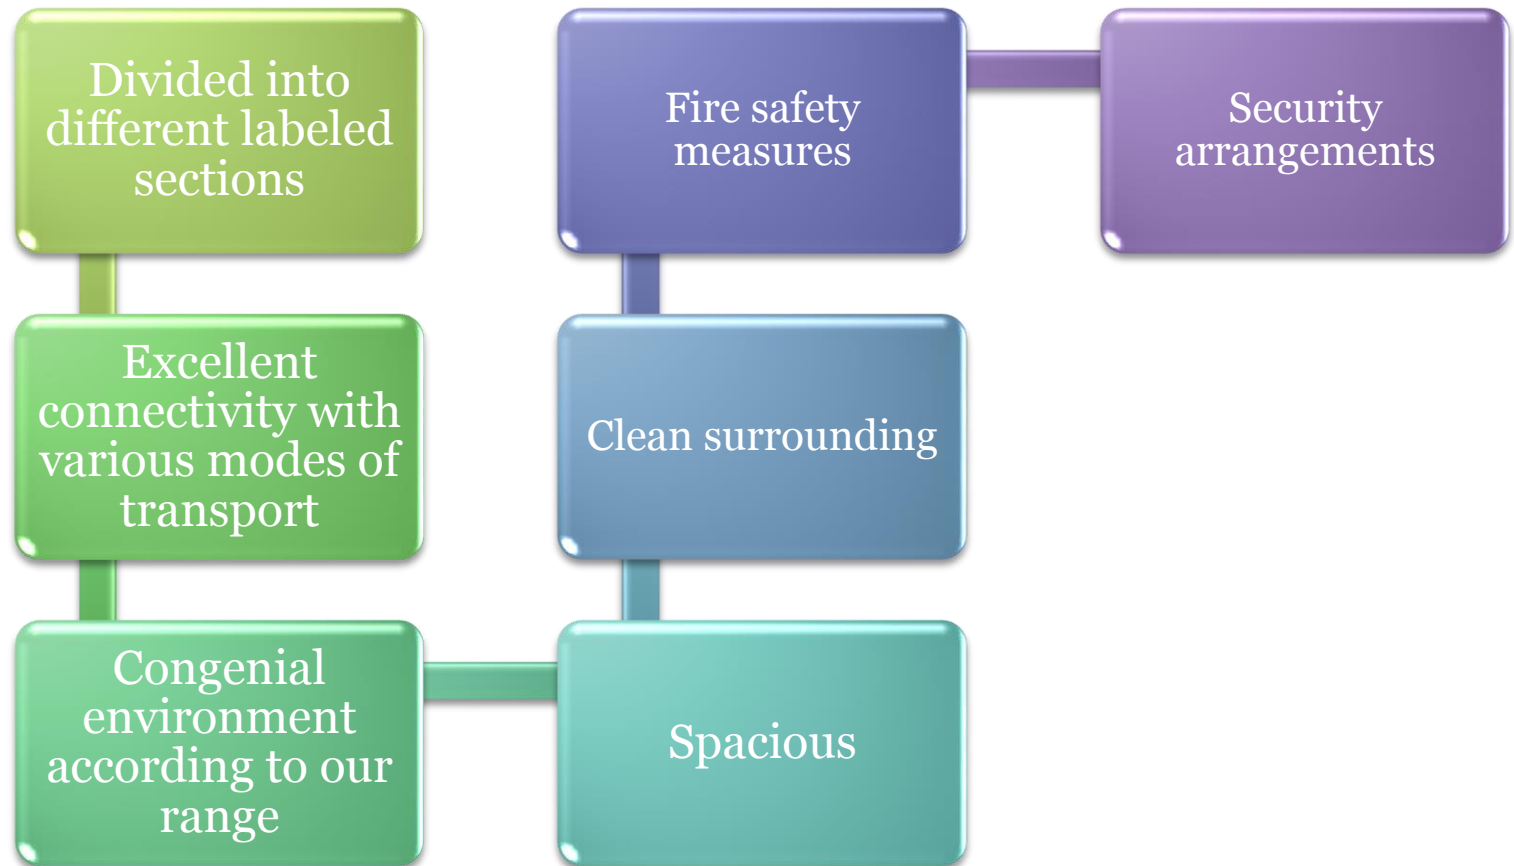 Divided into
different labeled
sections
Excellent
connectivity with
various modes of
transport
Congenial
environment
according to our
range
Spacious
Clean surrounding
Fire safety
measures
Security
arrangements